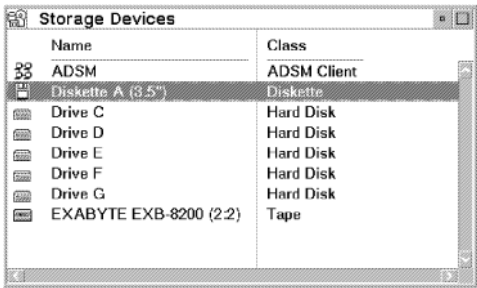 Storage Devices
Name Class
ADSM ADSM Client
Diskette A (3.5") Diskette
Drive C Hard Disk
Drive D Hard Disk
Drive E Hard Disk
Drive F Hard Disk
Drive G Hard Disk
EXABYTE EXB-8200 (2:2) Tape